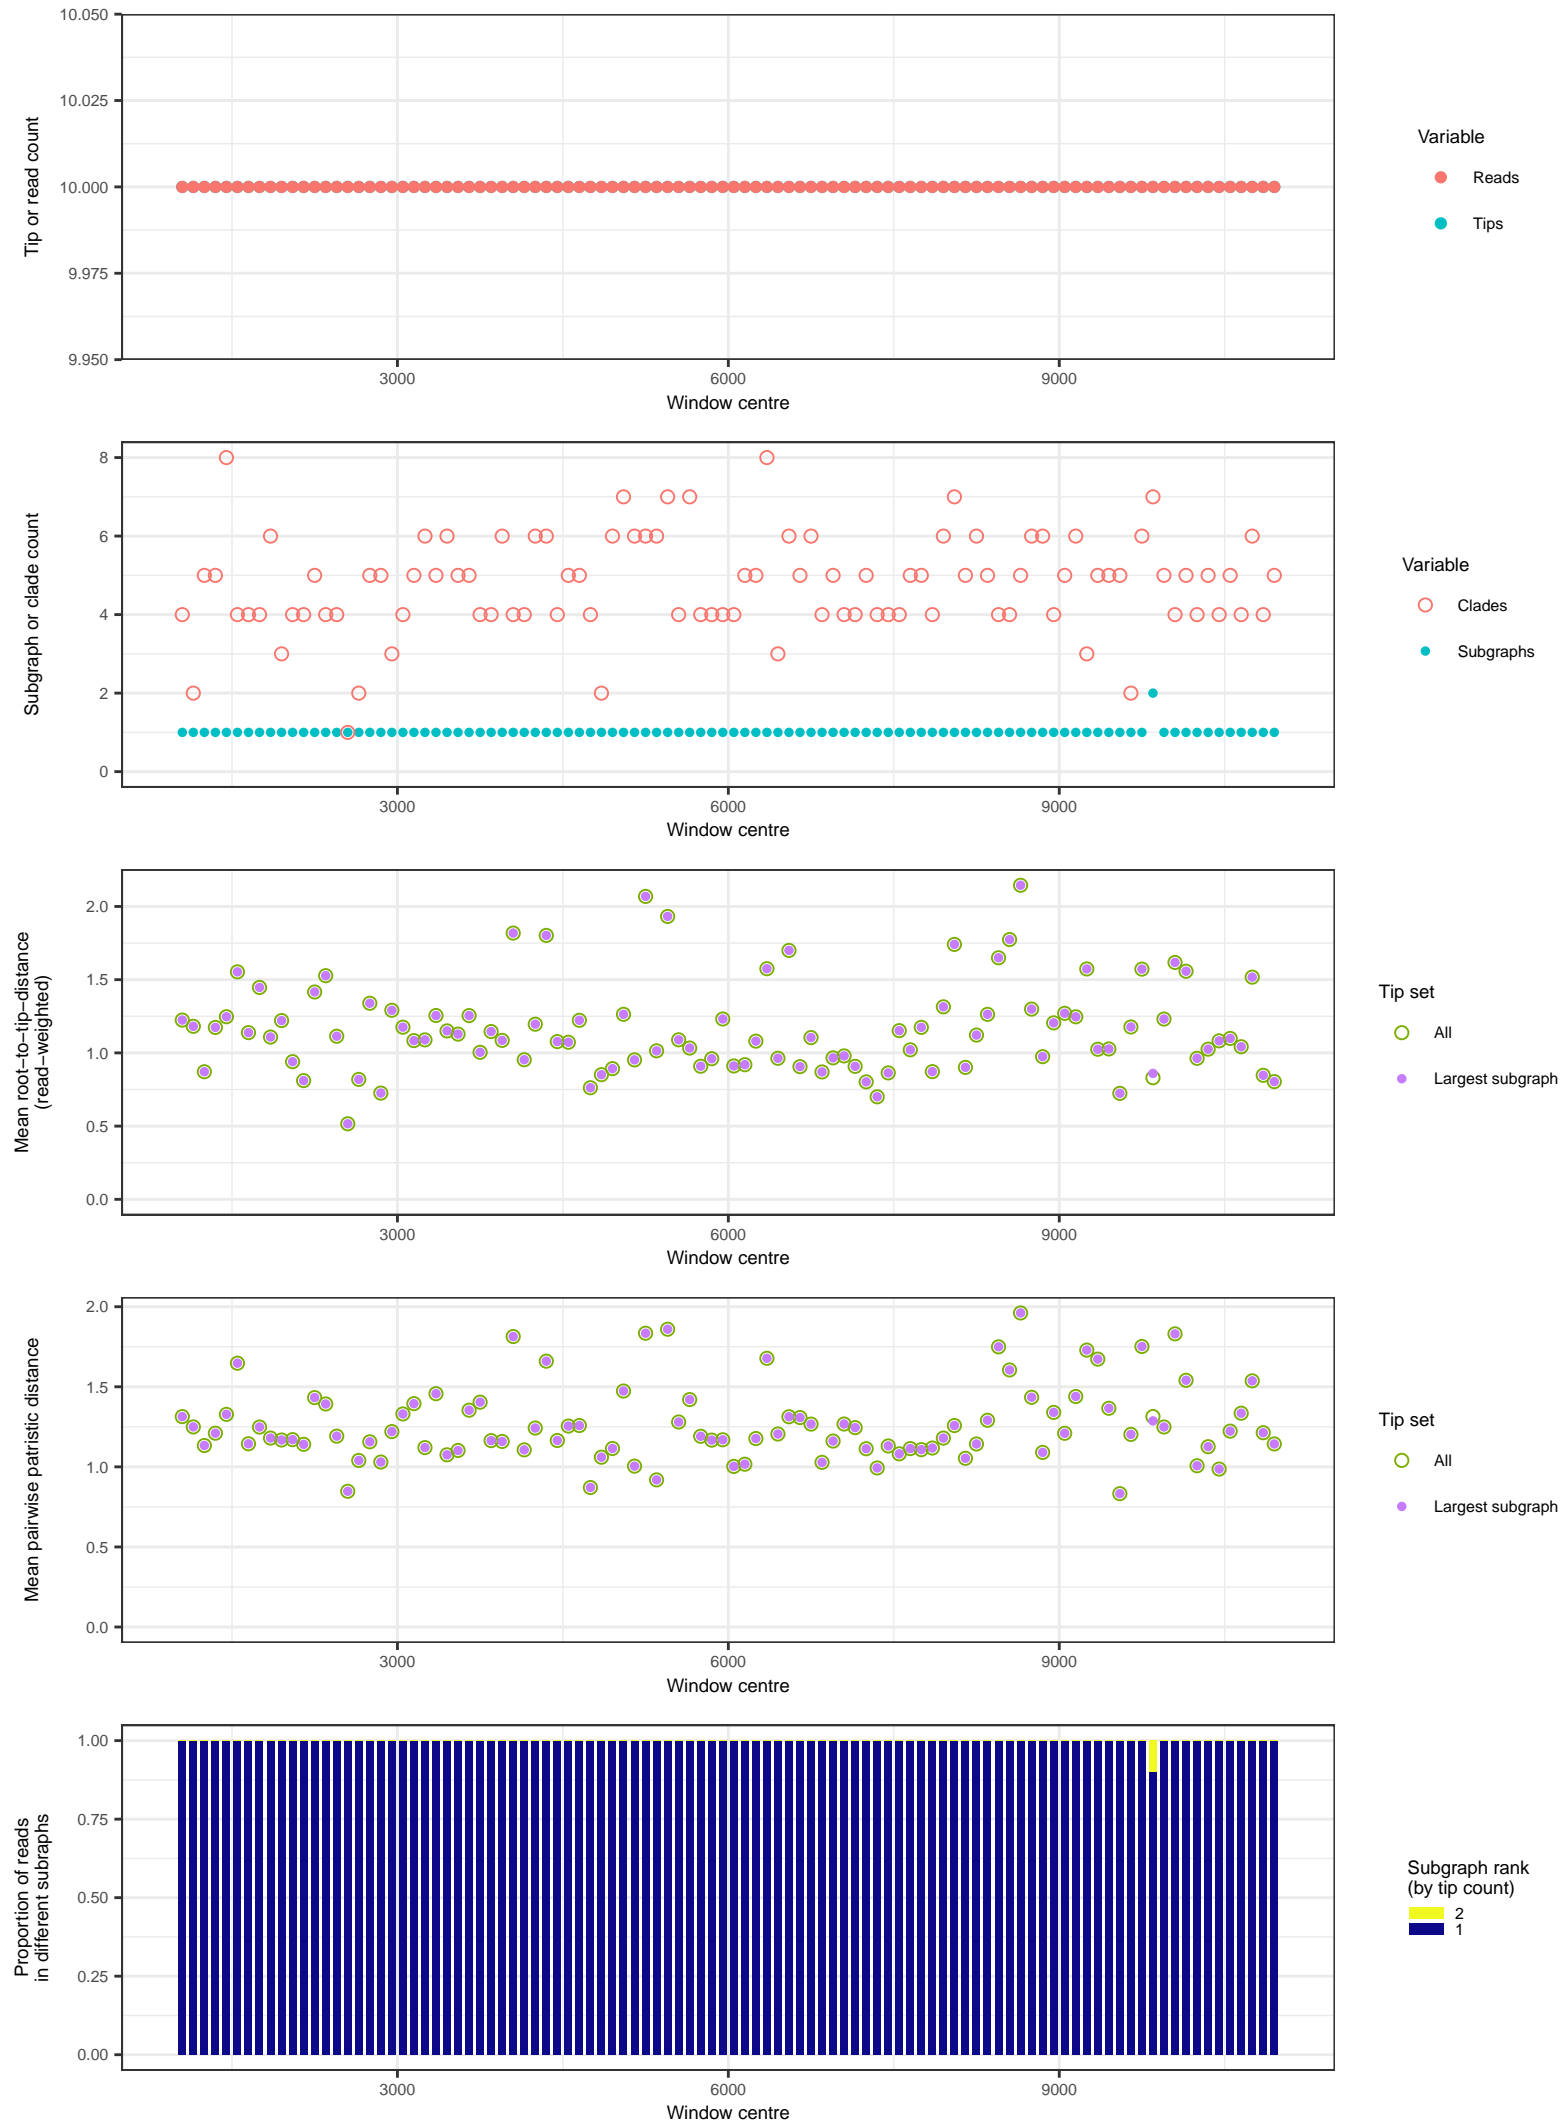 10.050
10.025
10.000
9.975
9.950
Tip or read count
3000
6000
9000
Window centre
Variable
Reads
Tips
8
6
4
2
0
Subgraph or clade count
3000
6000
9000
Window centre
Variable
Clades
Subgraphs
2.0
1.5
1.0
0.5
0.0
Mean root−to−tip−distance
(read−weighted)
3000
6000
9000
Window centre
Tip set
All
Largest subgraph
2.0
1.5
1.0
0.5
0.0
Mean pairwise patristic distance
3000
6000
9000
Window centre
Tip set
All
Largest subgraph
1.00
0.75
0.50
0.25
0.00
Proportion of reads
in different subraphs
3000
6000
9000
Window centre
Subgraph rank
(by tip count)
2
1